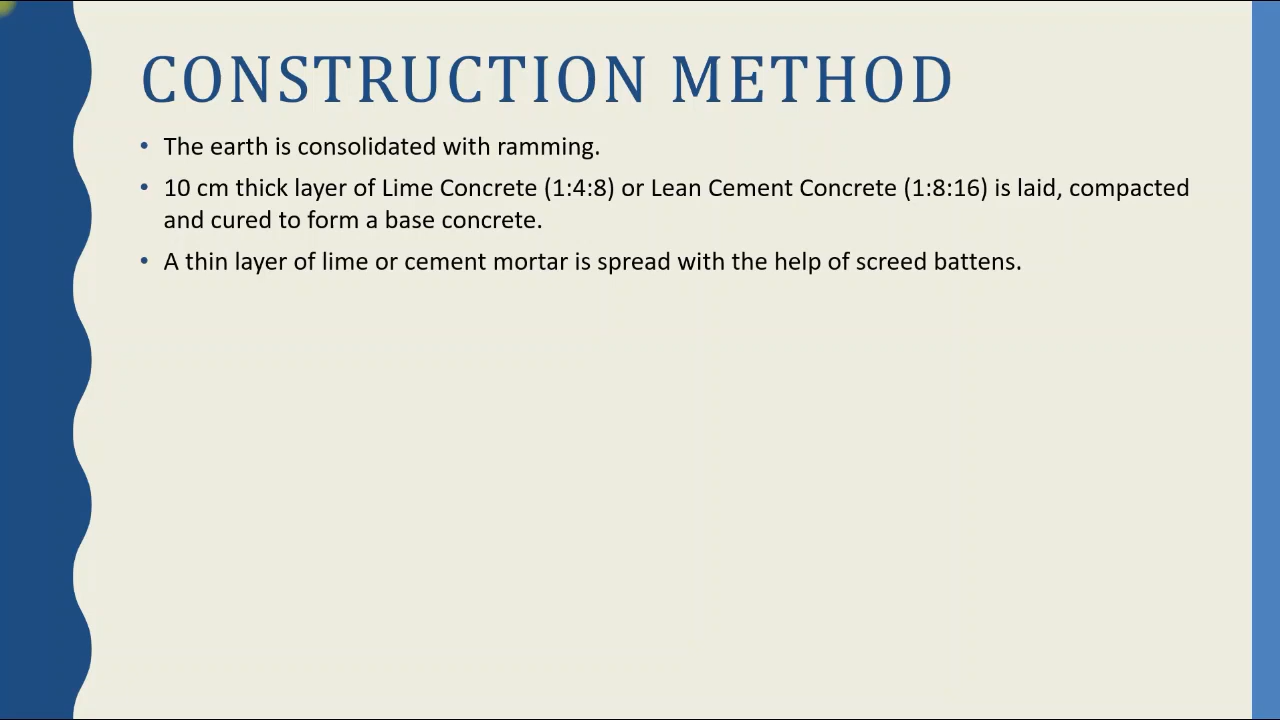 CONSTRUCTION METHOD
• The earth is consolidated with ramming.
• 10 cm thick layer of Lime Concrete (1:4:8) or Lean Cement Concrete (1:8:16) is laid, compacted
and cured to form a base concrete.
• A thin layer of lime or cement mortar is spread with the help of screed battens.